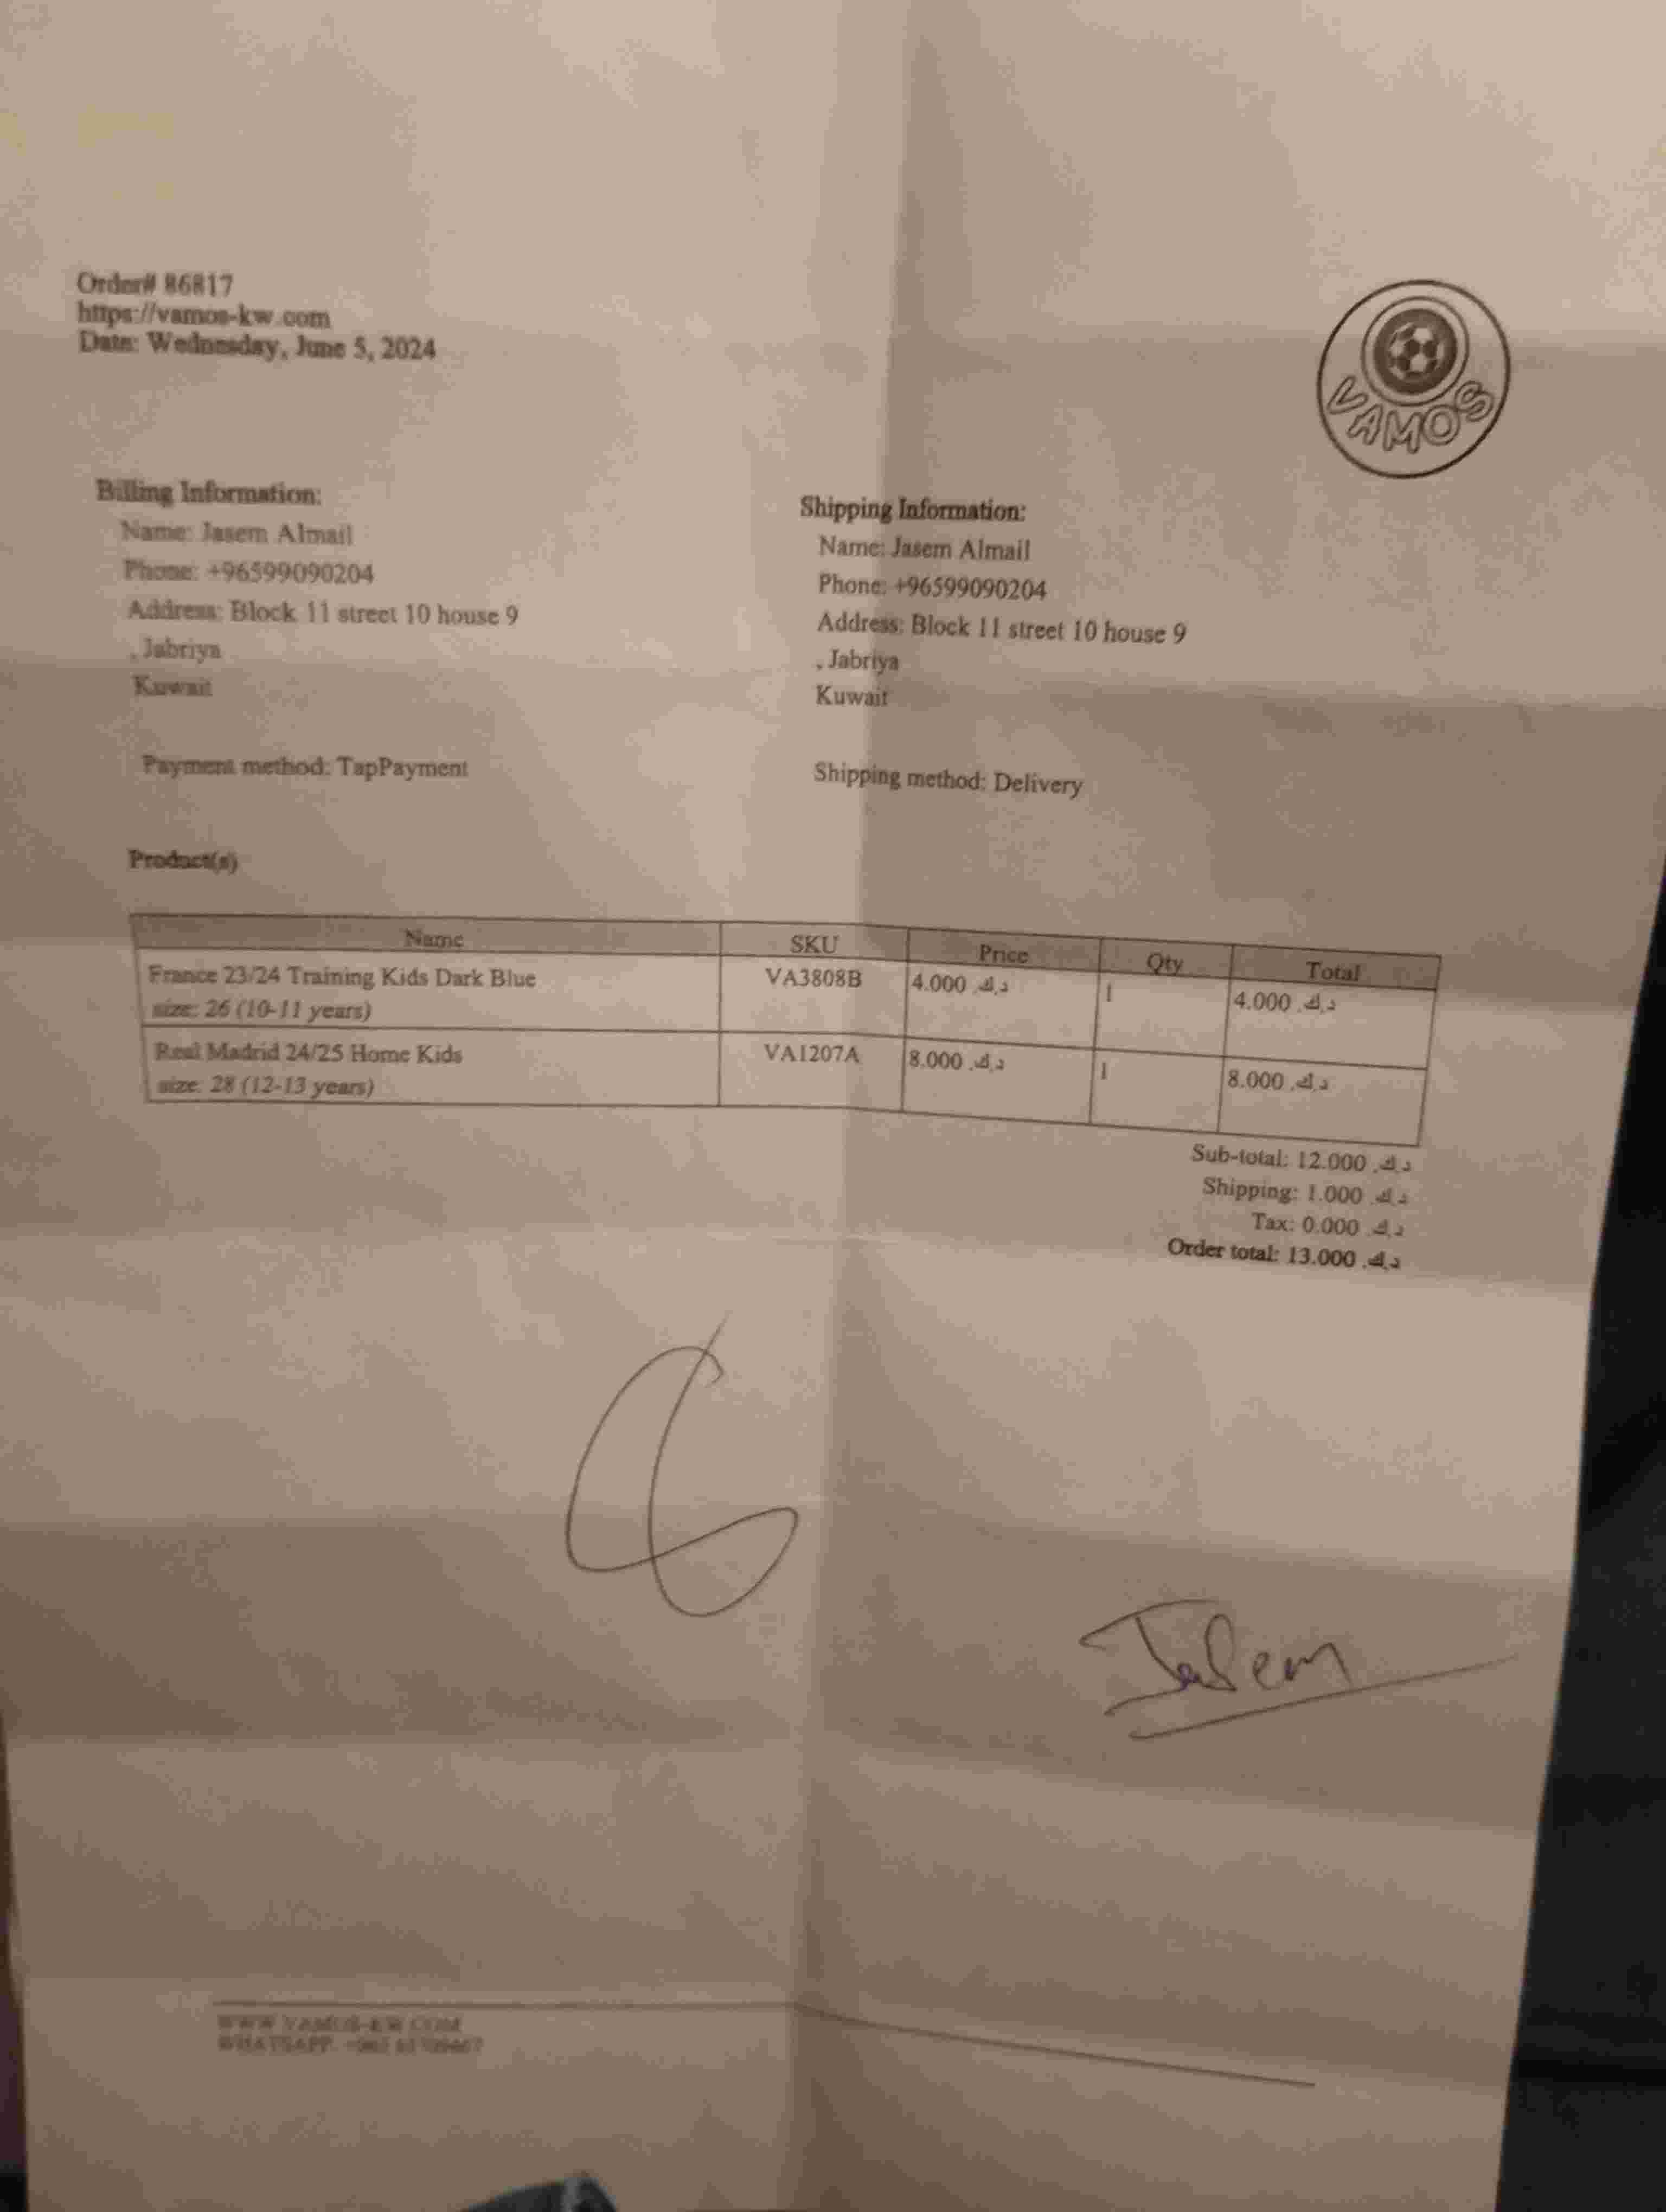 Order# 86817
https://vamos-kw.com
Date: Wednesday, June 5, 2024
VAMOS
Billing Information:
Name: Jasem Almail
Phone: +96599090204
Address: Block 11 street 10 house 9
, Jabriya
Kuwait
Payment method: TapPayment
Shipping Information:
Name: Jasem Almail
Phone: +96599090204
Address: Block 11 street 10 house 9
, Jabriya
Kuwait
Shipping method: Delivery
Product(s)
Name SKU Price Qty Total
France 23/24 Training Kids Dark Blue VA3808B 4.000 د.ك. 1 4.000 د.ك.
size: 26 (10-11 years)
Real Madrid 24/25 Home Kids VA1207A 8.000 د.ك. 1 8.000 د.ك.
size: 28 (12-13 years)
Sub-total: 12.000 د.ك.
Shipping: 1.000 د.ك.
Tax: 0.000 د.ك.
Order total: 13.000 د.ك.
Jasem
WWW.VAMOS-KW.COM
WHATSAPP: +965